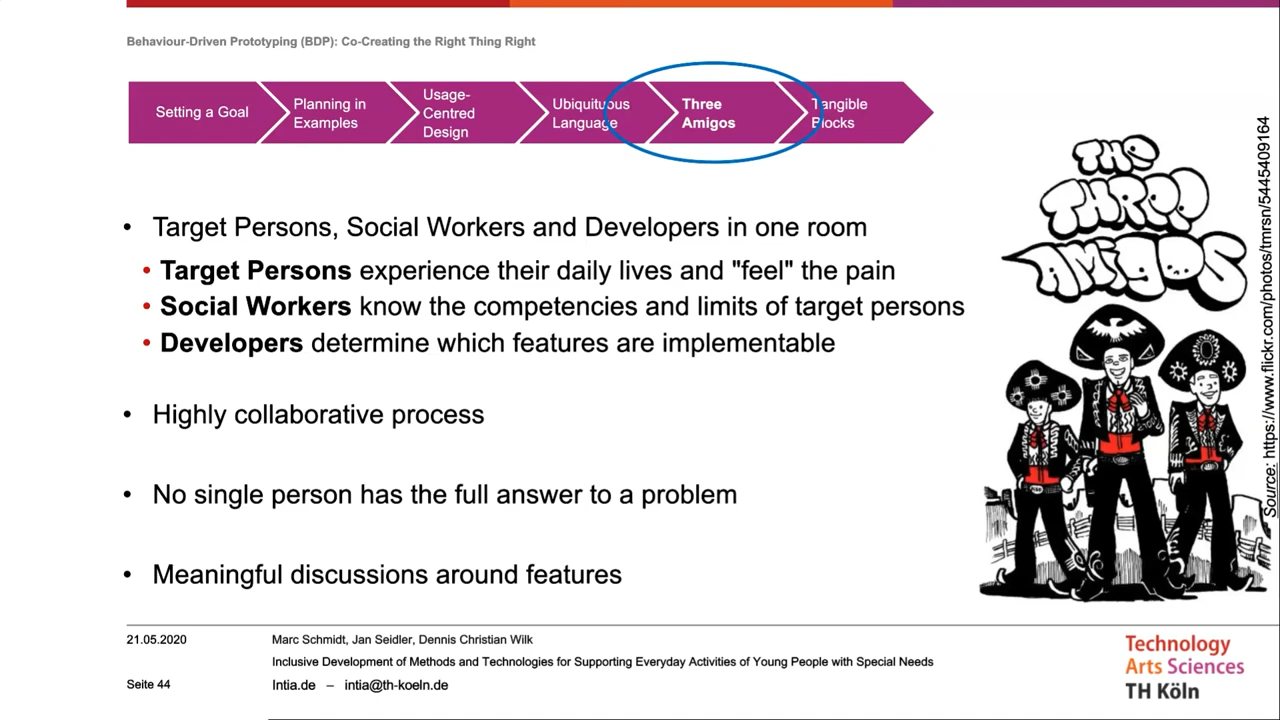 Behaviour-Driven Prototyping (BDP): Co-Creating the Right Thing Right
Setting a Goal
Planning in
Examples
Usage-
Centred
Design
Ubiquituous
Language
Three
Amigos
Tangible
Blocks
THE
THREE
AMIGOS
• Target Persons, Social Workers and Developers in one room
• Target Persons experience their daily lives and "feel" the pain
• Social Workers know the competencies and limits of target persons
• Developers determine which features are implementable
• Highly collaborative process
• No single person has the full answer to a problem
• Meaningful discussions around features
Source: https://www.flickr.com/photos/tmrsn/5445409164
21.05.2020
Marc Schmidt, Jan Seidler, Dennis Christian Wilk
Inclusive Development of Methods and Technologies for Supporting Everyday Activities of Young People with Special Needs
Seite 44
Intia.de – intia@th-koeln.de
Technology
Arts Sciences
TH Köln